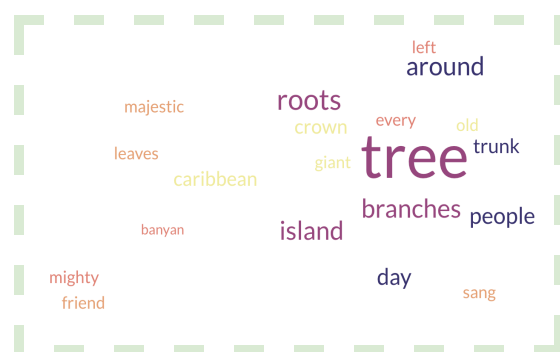 left
around
roots
majestic
every
crown
old
tree
trunk
leaves
giant
caribbean
branches
people
island
banyan
day
mighty
sang
friend